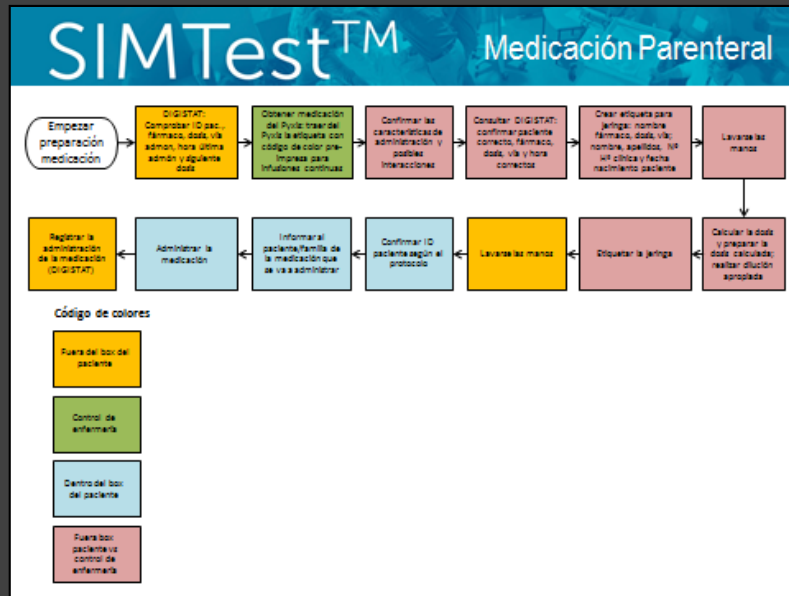 SIMTest™
Medicación Parenteral
Empezar
preparación
medicación
DIGISTAT:
Comprobar ID pac.,
fármaco, dosis, vía
admon, hora última
admón y siguiente
dosis
Obtener medicación
del Pyxis: traer del
Pyxis la etiqueta con
código de color pre-
impresa para
infusiones continuas
Confirmar las
características de
administración y
posibles
interacciones
Consultar DIGISTAT:
confirmar paciente
correcto, fármaco,
dosis, vía y hora
correctos
Crear etiqueta para
jeringa: nombre
fármaco, dosis, vía;
nombre, apellidos, Nº
Hª clínica y fecha
nacimiento paciente
Lavarse las
manos
Registrar la
administración
de la medicación
(DIGISTAT)
Administrar la
medicación
Informar al
paciente/familia de
la medicación que
se va a administrar
Confirmar ID
paciente según el
protocolo
Lavarse las manos
Etiquetar la jeringa
Calcular la dosis
y preparar la
dosis calculada;
realizar dilución
apropiada
Código de colores
Fuera del box del
paciente
Control de
enfermería
Dentro del box
del paciente
Fuera box
paciente vs
control de
enfermería